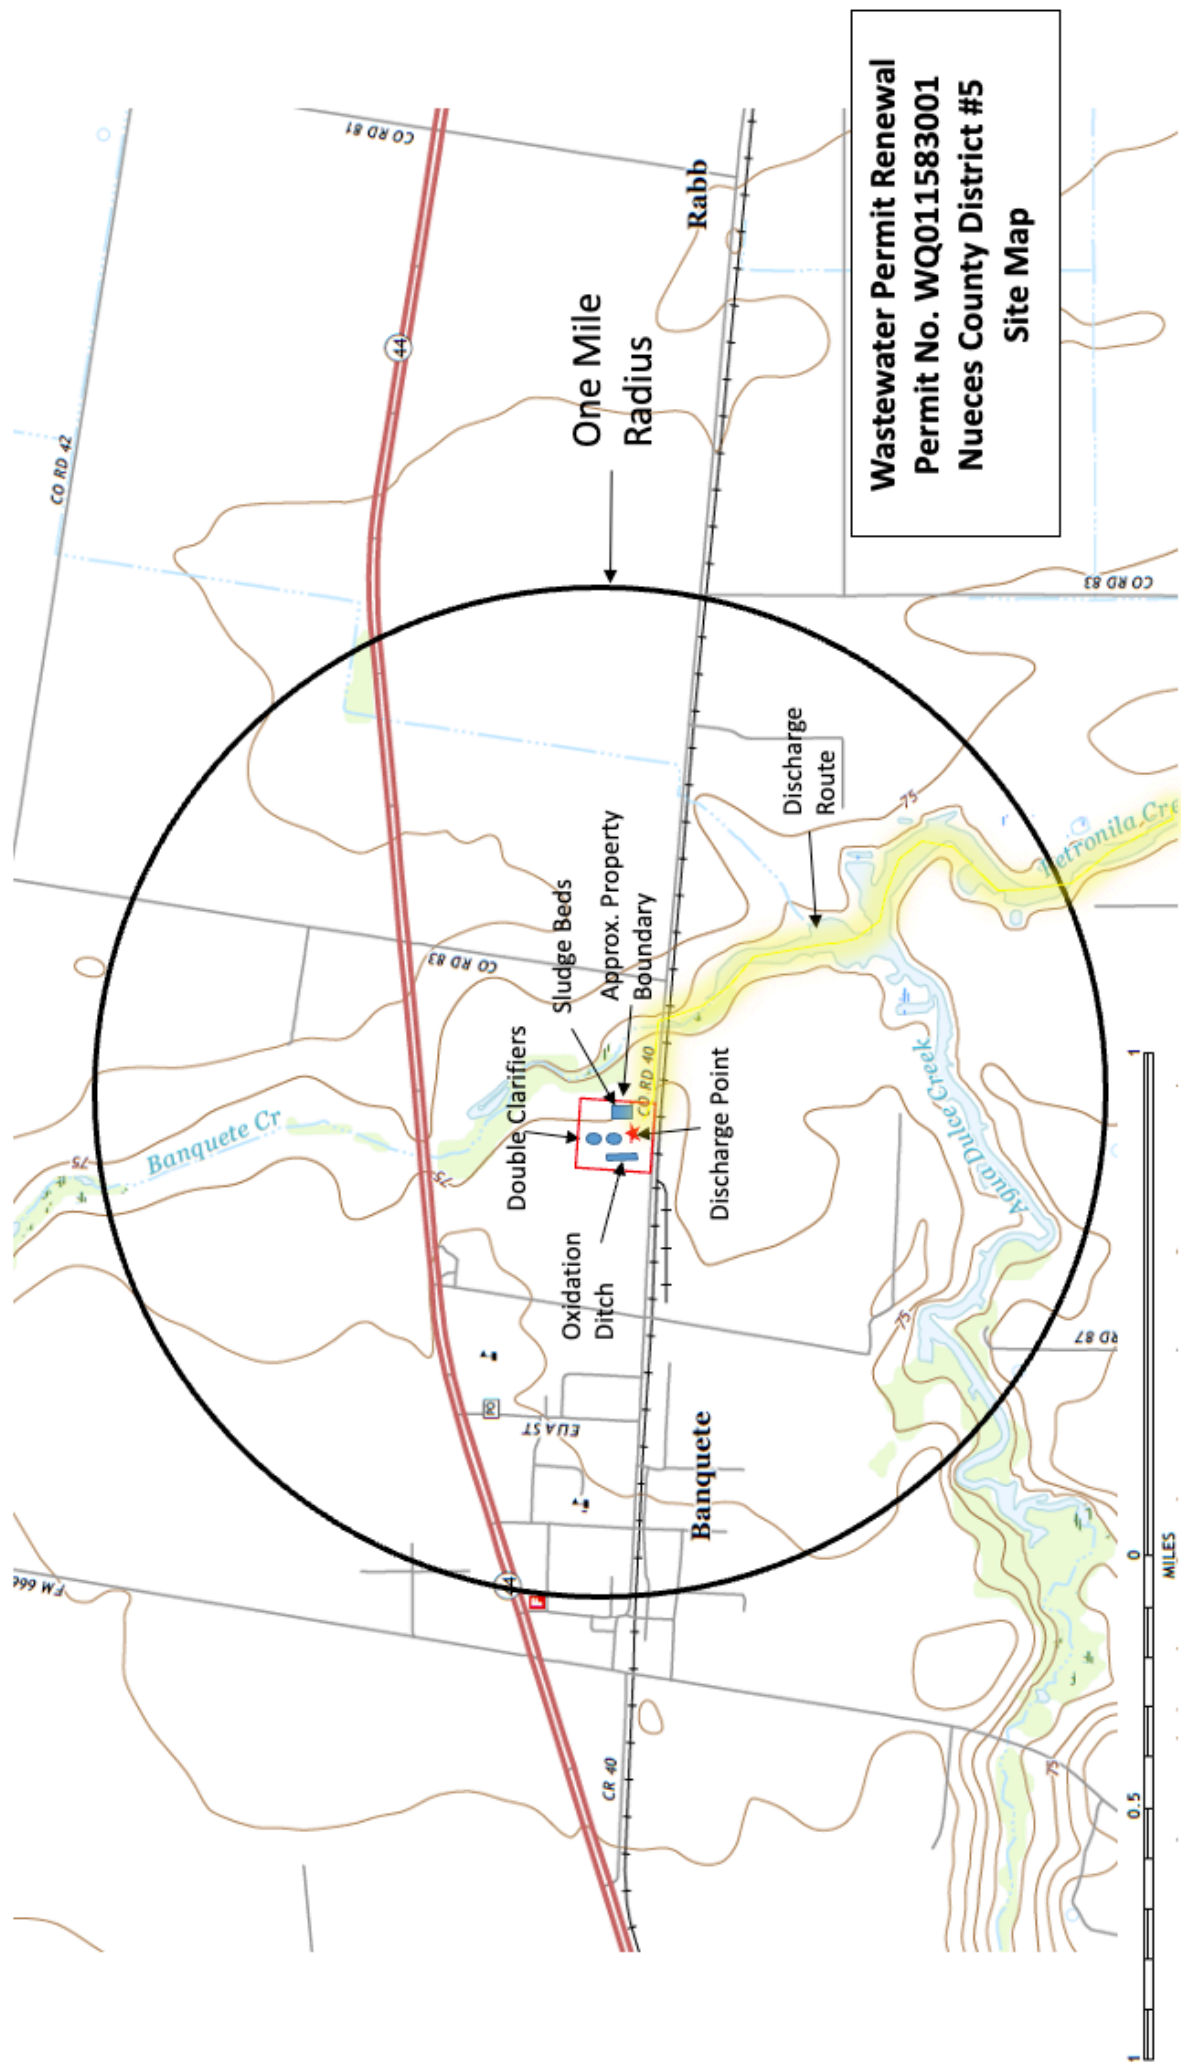 CO RD 42
CO RD 81
44
Rabb
One Mile
Radius
Wastewater Permit Renewal
Permit No. WQ011583001
Nueces County District #5
Site Map
CO RD 83
Banquete Cr
75
75
CO RD 83
Double Clarifiers
Sludge Beds
Approx. Property
Boundary
CO RD 40
Discharge
Route
75
Petronila Cre
Oxidation
Ditch
Discharge Point
Agua Dulce Creek
75
RD 87
PO
ELIA ST
Banquete
44
F
FM 666
CR 40
75
1
0.5
0
1
MILES